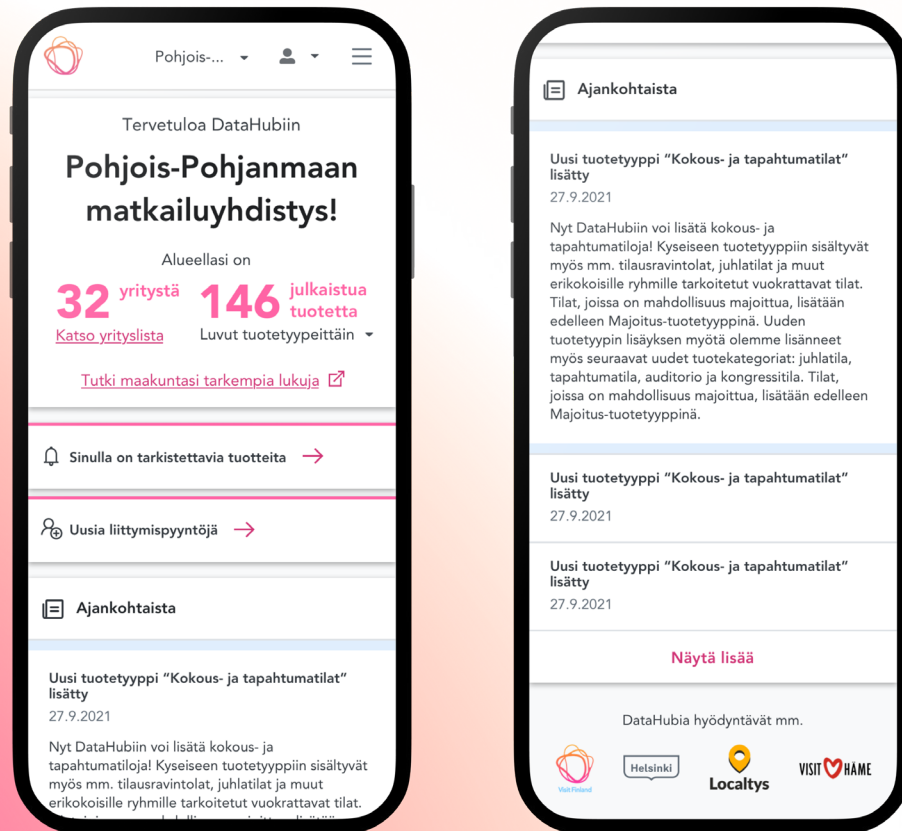 Pohjois-...
Tervetuloa DataHubiin
Pohjois-Pohjanmaan
matkailuyhdistys!
Alueellasi on
32 yritystä
146 julkaistua
tuotetta
Katso yrityslista
Luvut tuotetyypeittäin
Tutki maakuntasi tarkempia lukuja
Sinulla on tarkistettavia tuotteita
Uusia liittymispyyntöjä
Ajankohtaista
Uusi tuotetyyppi “Kokous- ja tapahtumatilat”
lisätty
27.9.2021
Nyt DataHubiin voi lisätä kokous- ja
tapahtumatiloja! Kyseiseen tuotetyyppiin sisältyvät
myös mm. tilausravintolat, juhlatilat ja muut
erikokoisille ryhmille tarkoitetut vuokrattavat tilat.
Ajankohtaista
Uusi tuotetyyppi “Kokous- ja tapahtumatilat”
lisätty
27.9.2021
Nyt DataHubiin voi lisätä kokous- ja
tapahtumatiloja! Kyseiseen tuotetyyppiin sisältyvät
myös mm. tilausravintolat, juhlatilat ja muut
erikokoisille ryhmille tarkoitetut vuokrattavat tilat.
Tilat, joissa on mahdollisuus majoittua, lisätään
edelleen Majoitus-tuotetyyppinä. Uuden
tuotetyypin lisäyksen myötä olemme lisänneet
myös seuraavat uudet tuotekategoriat: juhlatila,
tapahtumatila, auditorio ja kongressitila. Tilat,
joissa on mahdollisuus majoittua, lisätään edelleen
Majoitus-tuotetyyppinä.
Uusi tuotetyyppi “Kokous- ja tapahtumatilat”
lisätty
27.9.2021
Uusi tuotetyyppi “Kokous- ja tapahtumatilat”
lisätty
27.9.2021
Näytä lisää
DataHubia hyödyntävät mm.
Visit Finland
Helsinki
Localtys
VISIT HÄME